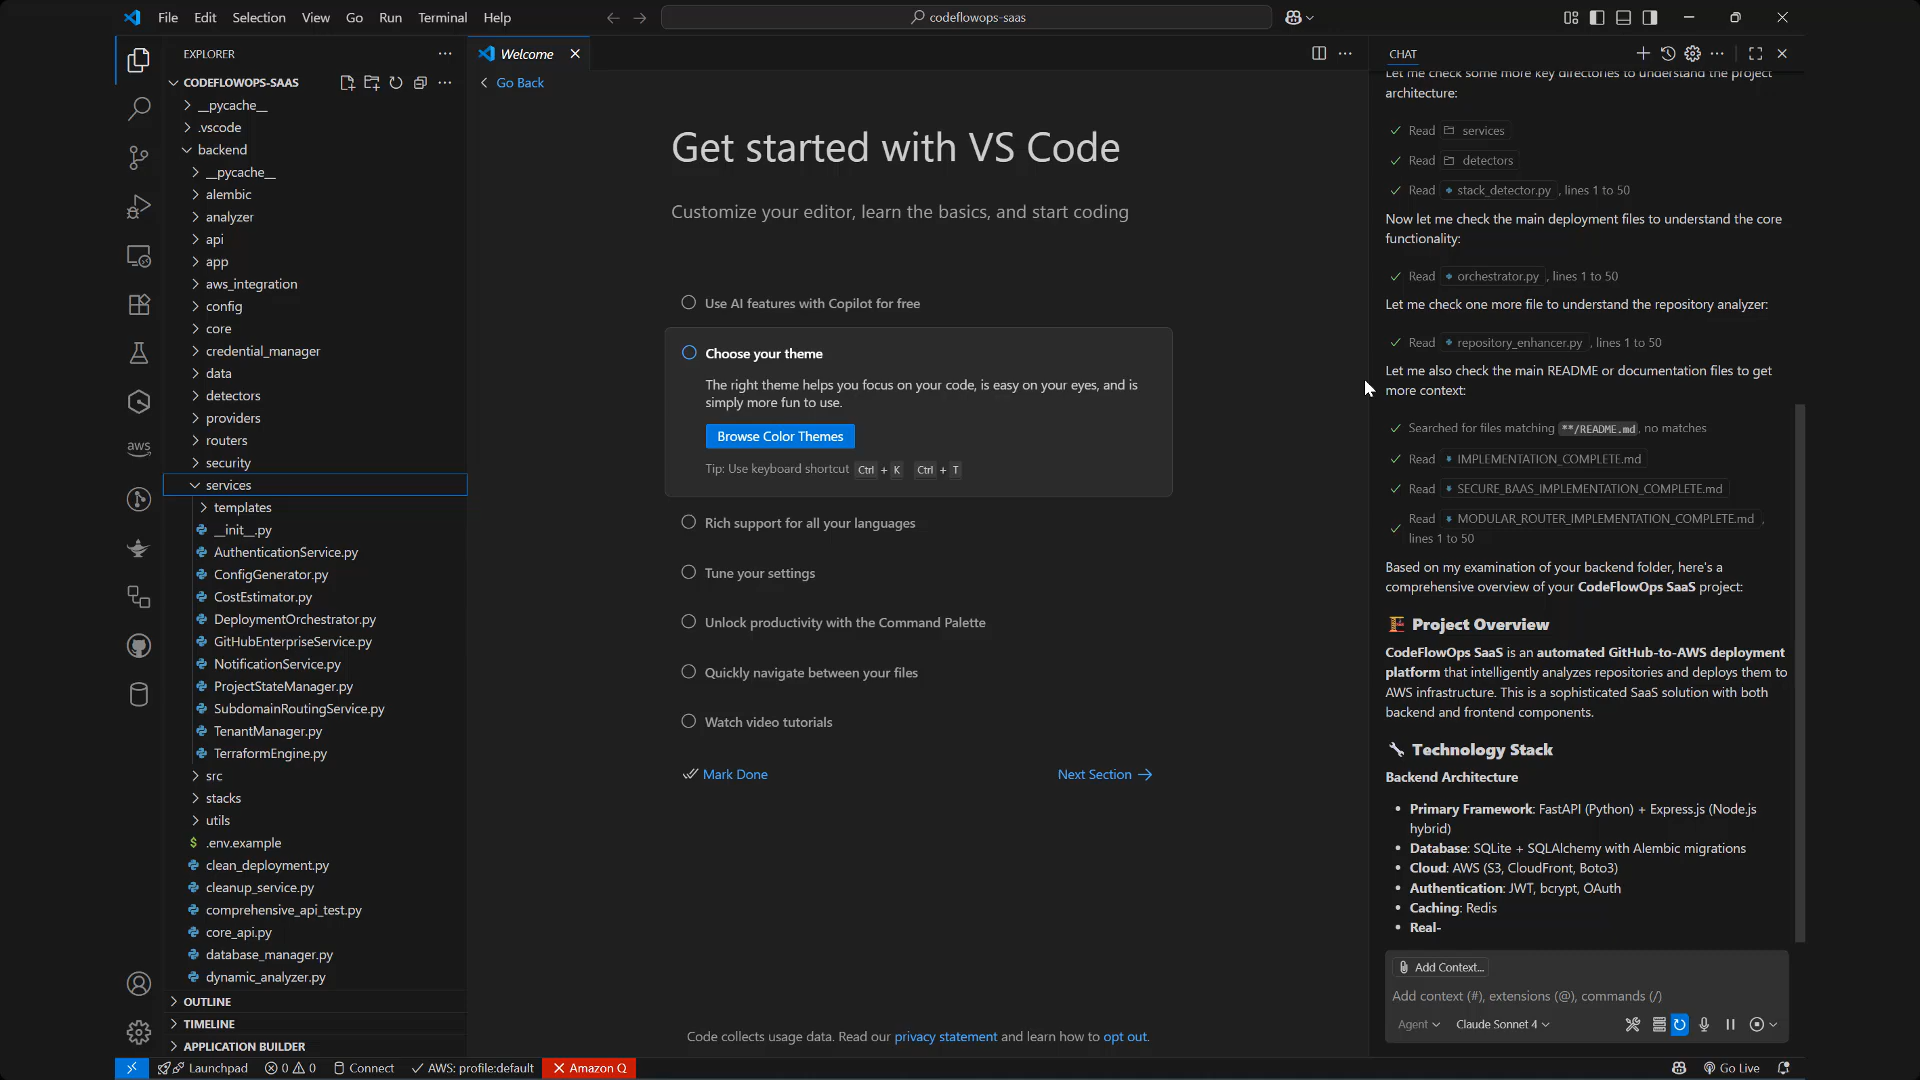 File Edit Selection View Go Run Terminal Help
codeflowops-saas
EXPLORER
CODEFLOWOPS-SAAS
__pycache__
.vscode
backend
__pycache__
alembic
analyzer
api
app
aws_integration
config
core
credential_manager
data
detectors
providers
routers
security
services
templates
__init__.py
AuthenticationService.py
ConfigGenerator.py
CostEstimator.py
DeploymentOrchestrator.py
GitHubEnterpriseService.py
NotificationService.py
ProjectStateManager.py
SubdomainRoutingService.py
TenantManager.py
TerraformEngine.py
src
stacks
utils
$ .env.example
clean_deployment.py
cleanup_service.py
comprehensive_api_test.py
core_api.py
database_manager.py
dynamic_analyzer.py
OUTLINE
TIMELINE
APPLICATION BUILDER
aws
Welcome
Go Back
Get started with VS Code
Customize your editor, learn the basics, and start coding
Use AI features with Copilot for free
Choose your theme
The right theme helps you focus on your code, is easy on your eyes, and is
simply more fun to use.
Browse Color Themes
Tip: Use keyboard shortcut Ctrl + K Ctrl + T
Rich support for all your languages
Tune your settings
Unlock productivity with the Command Palette
Quickly navigate between your files
Watch video tutorials
Mark Done
Next Section
Code collects usage data. Read our privacy statement and learn how to opt out.
CHAT
Let me check some more key directories to understand the project
architecture:
Read services
Read detectors
Read stack_detector.py, lines 1 to 50
Now let me check the main deployment files to understand the core
functionality:
Read orchestrator.py, lines 1 to 50
Let me check one more file to understand the repository analyzer:
Read repository_enhancer.py, lines 1 to 50
Let me also check the main README or documentation files to get
more context:
Searched for files matching **/README.md, no matches
Read IMPLEMENTATION_COMPLETE.md
Read SECURE_BAAS_IMPLEMENTATION_COMPLETE.md
Read MODULAR_ROUTER_IMPLEMENTATION_COMPLETE.md,
lines 1 to 50
Based on my examination of your backend folder, here's a
comprehensive overview of your CodeFlowOps SaaS project:
Project Overview
CodeFlowOps SaaS is an automated GitHub-to-AWS deployment
platform that intelligently analyzes repositories and deploys them to
AWS infrastructure. This is a sophisticated SaaS solution with both
backend and frontend components.
Technology Stack
Backend Architecture
• Primary Framework: FastAPI (Python) + Express.js (Node.js
hybrid)
• Database: SQLite + SQLAlchemy with Alembic migrations
• Cloud: AWS (S3, CloudFront, Boto3)
• Authentication: JWT, bcrypt, OAuth
• Caching: Redis
• Real-
Add Context...
Add context (#), extensions (@), commands (/)
Agent Claude Sonnet 4
Launchpad 0 0 Connect AWS: profile:default Amazon Q
Go Live